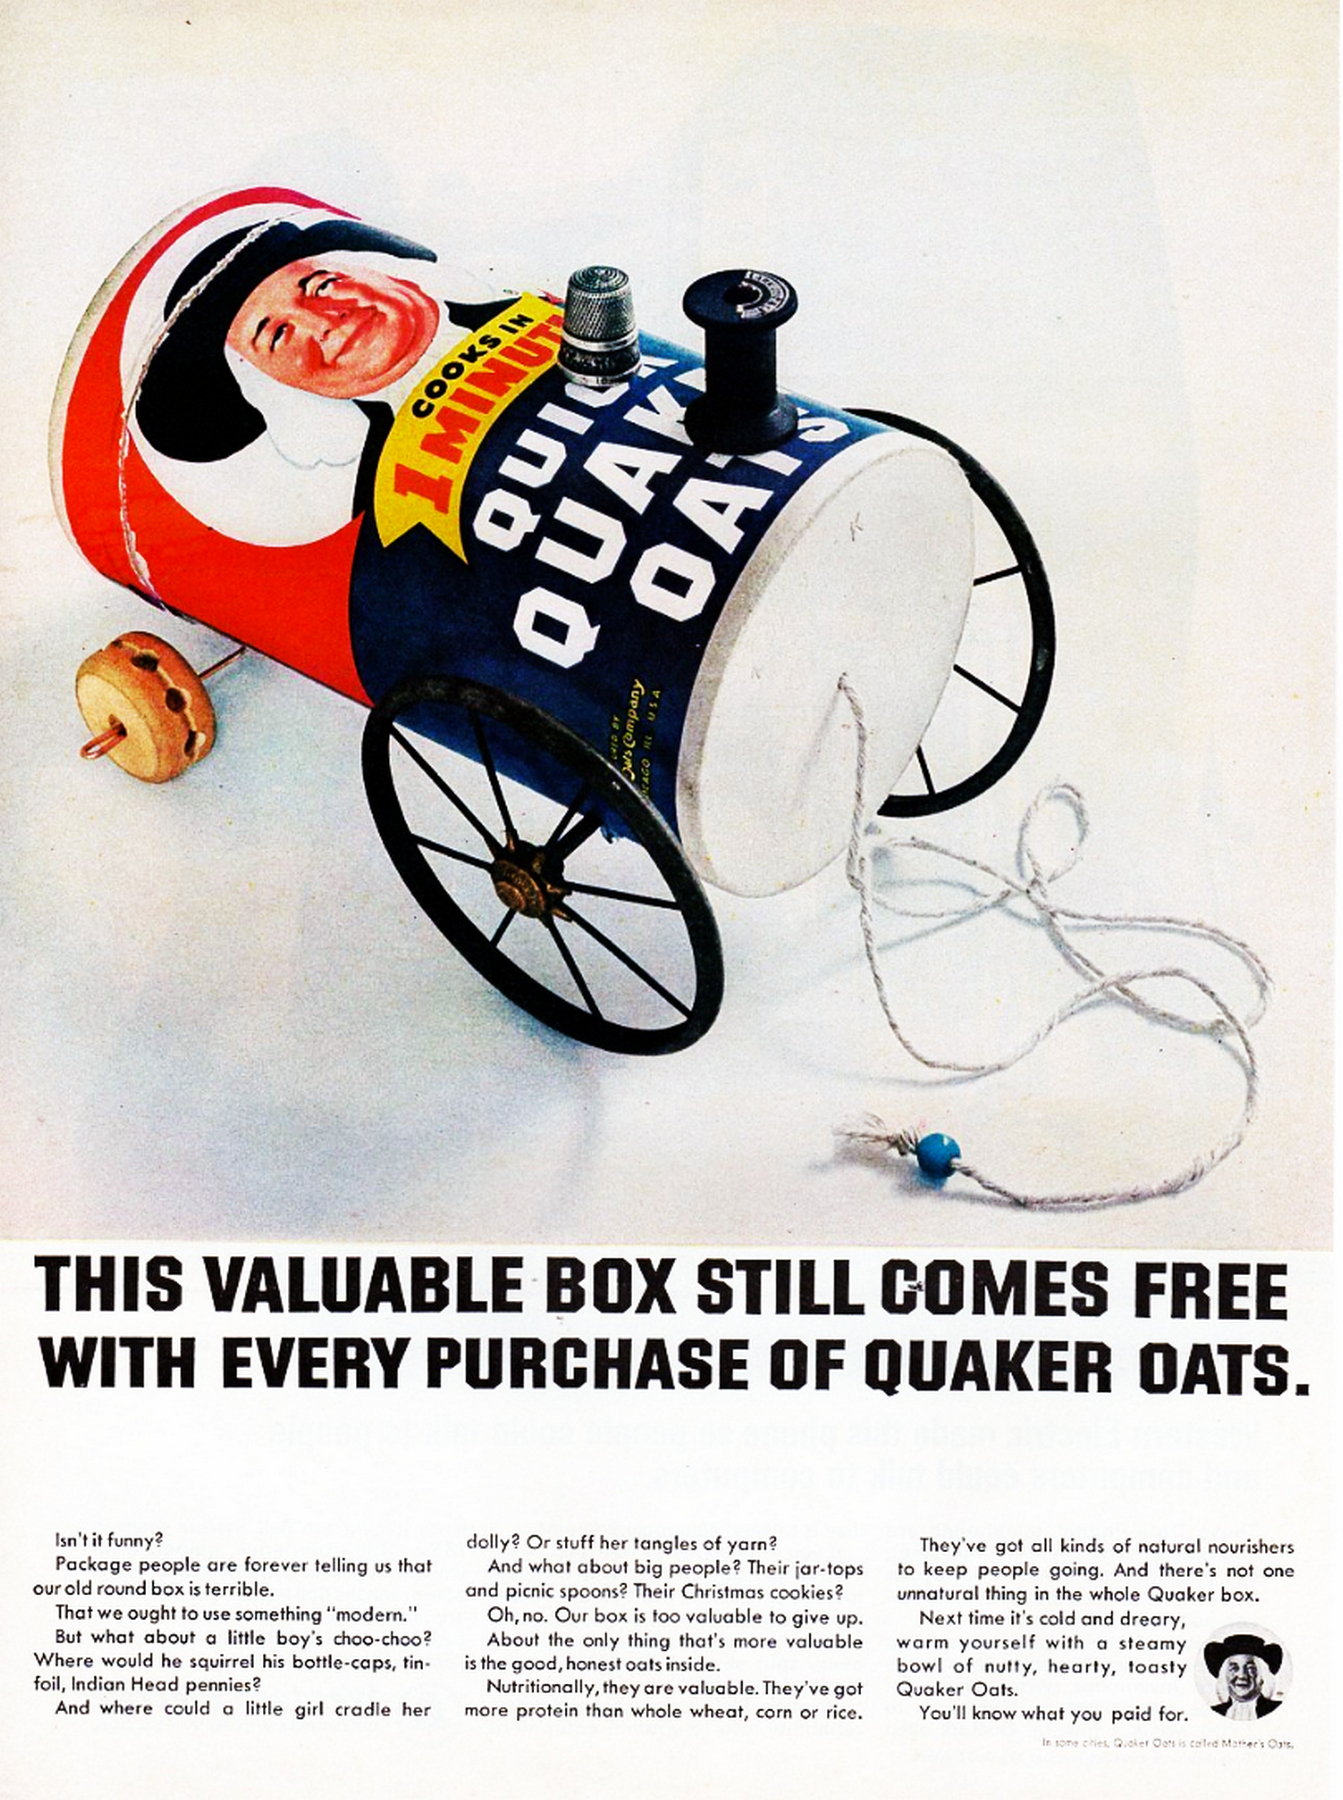 COOKS IN
1 MINUT
QUICK
QUAKE
OATS
Oats Company
U S A
THIS VALUABLE BOX STILL COMES FREE
WITH EVERY PURCHASE OF QUAKER OATS.
Isn't it funny?
Package people are forever telling us that
our old round box is terrible.
That we ought to use something "modern."
But what about a little boy's choo-choo?
Where would he squirrel his bottle-caps, tin-
foil, Indian Head pennies?
And where could a little girl cradle her
dolly? Or stuff her tangles of yarn?
And what about big people? Their jar-tops
and picnic spoons? Their Christmas cookies?
Oh, no. Our box is too valuable to give up.
About the only thing that's more valuable
is the good, honest oats inside.
Nutritionally, they are valuable. They've got
more protein than whole wheat, corn or rice.
They've got all kinds of natural nourishers
to keep people going. And there's not one
unnatural thing in the whole Quaker box.
Next time it's cold and dreary,
warm yourself with a steamy
bowl of nutty, hearty, toasty
Quaker Oats.
You'll know what you paid for.
In some cities, Quaker Oats is called Mother's Oats.